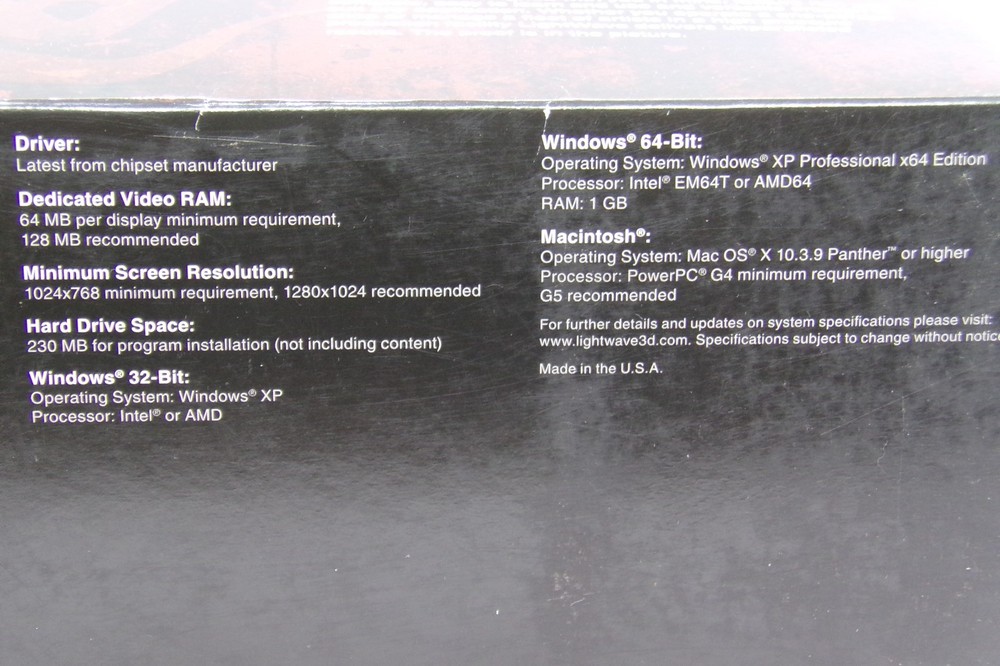 Driver:
Latest from chipset manufacturer
Dedicated Video RAM:
64 MB per display minimum requirement,
128 MB recommended
Minimum Screen Resolution:
1024x768 minimum requirement, 1280x1024 recommended
Hard Drive Space:
230 MB for program installation (not including content)
Windows® 32-Bit:
Operating System: Windows® XP
Processor: Intel® or AMD
Windows® 64-Bit:
Operating System: Windows® XP Professional x64 Edition
Processor: Intel® EM64T or AMD64
RAM: 1 GB
Macintosh®:
Operating System: Mac OS® X 10.3.9 Panther™ or higher
Processor: PowerPC® G4 minimum requirement,
G5 recommended
For further details and updates on system specifications please visit:
www.lightwave3d.com. Specifications subject to change without notice
Made in the U.S.A.